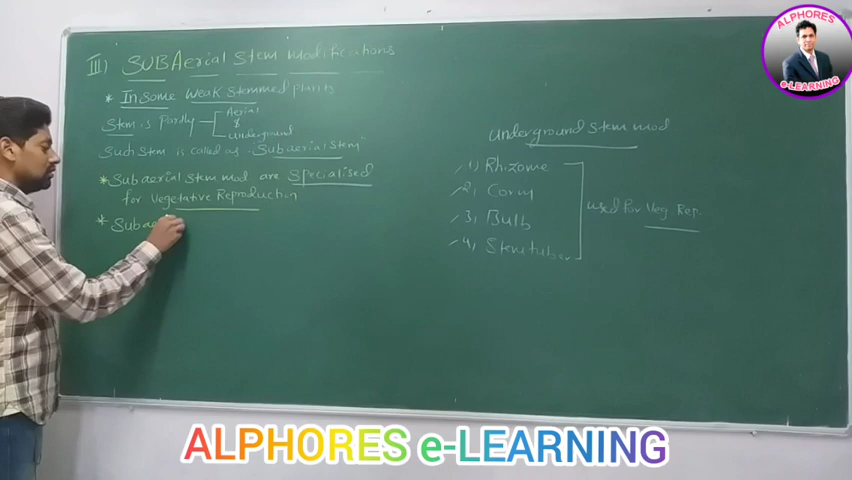 III) SUBAerial Stem modifications
* In some weak stemmed plants
Stem is partly Aerial
&
underground
Such stem is called as "Subaerial stem"
* Subaerial stem mod are Specialised
for Vegetative Reproduction
* Subae
underground stem mod
1) Rhizome
2, Corm
3, Bulb
4, Stem tuber
used for Veg. Rep.
ALPHORES
e-LEARNING
ALPHORES e-LEARNING